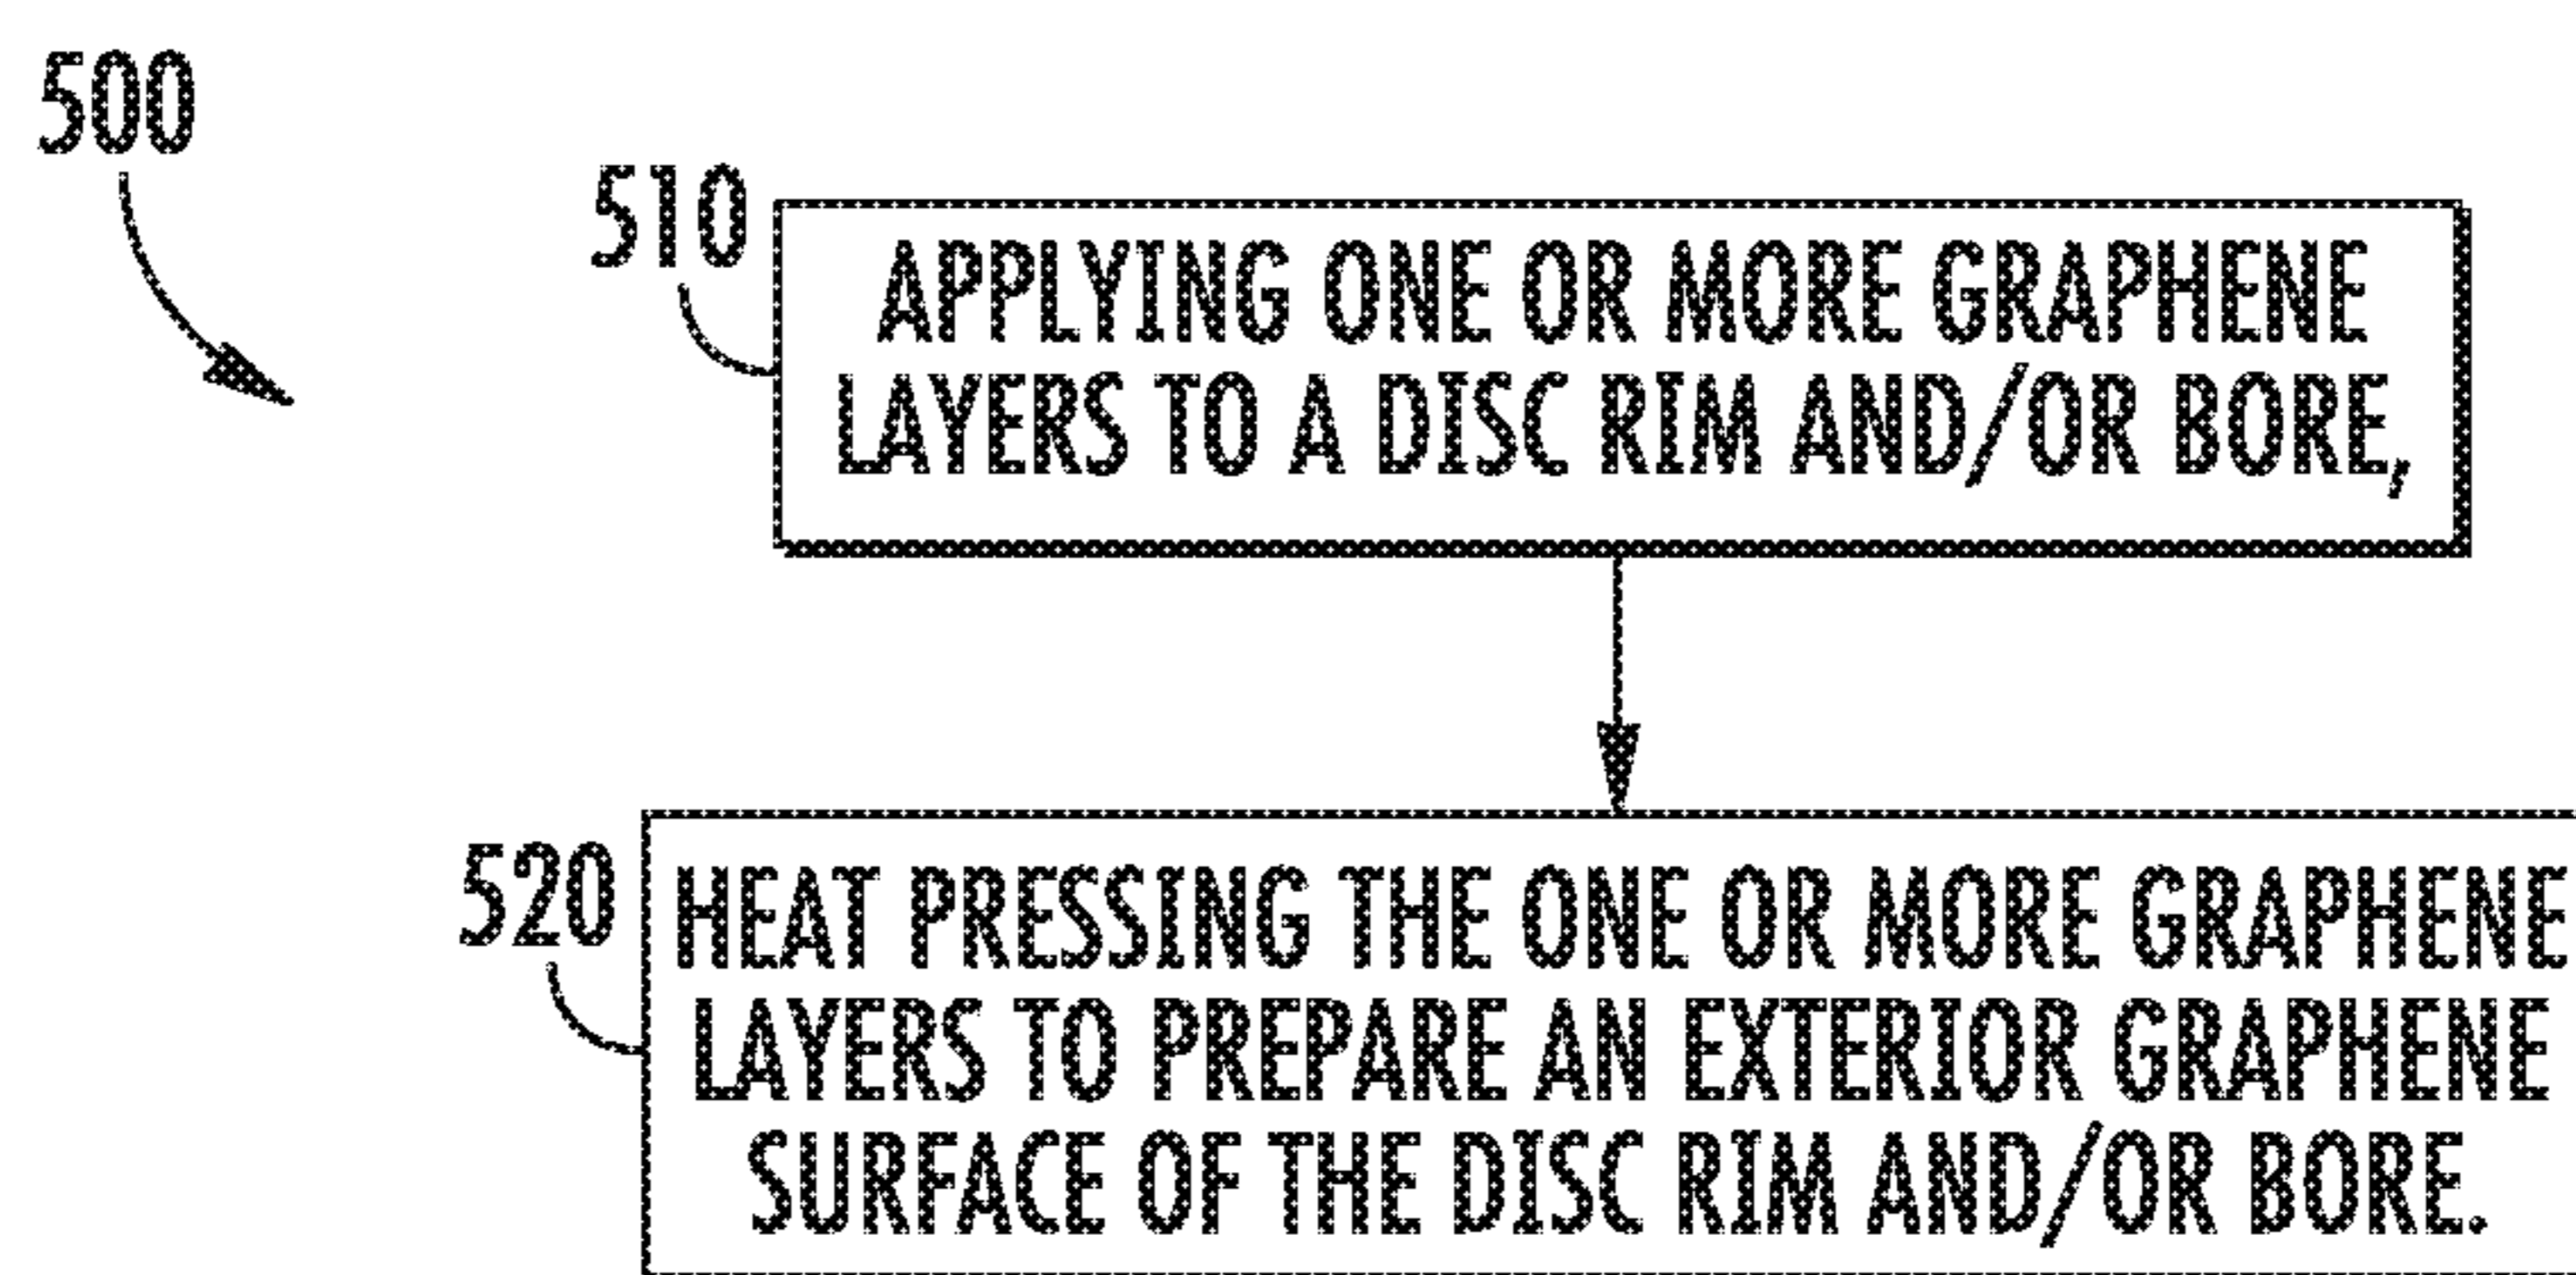 500
510
APPLYING ONE OR MORE GRAPHENE
LAYERS TO A DISC RIM AND/OR BORE,
520
HEAT PRESSING THE ONE OR MORE GRAPHENE
LAYERS TO PREPARE AN EXTERIOR GRAPHENE
SURFACE OF THE DISC RIM AND/OR BORE.